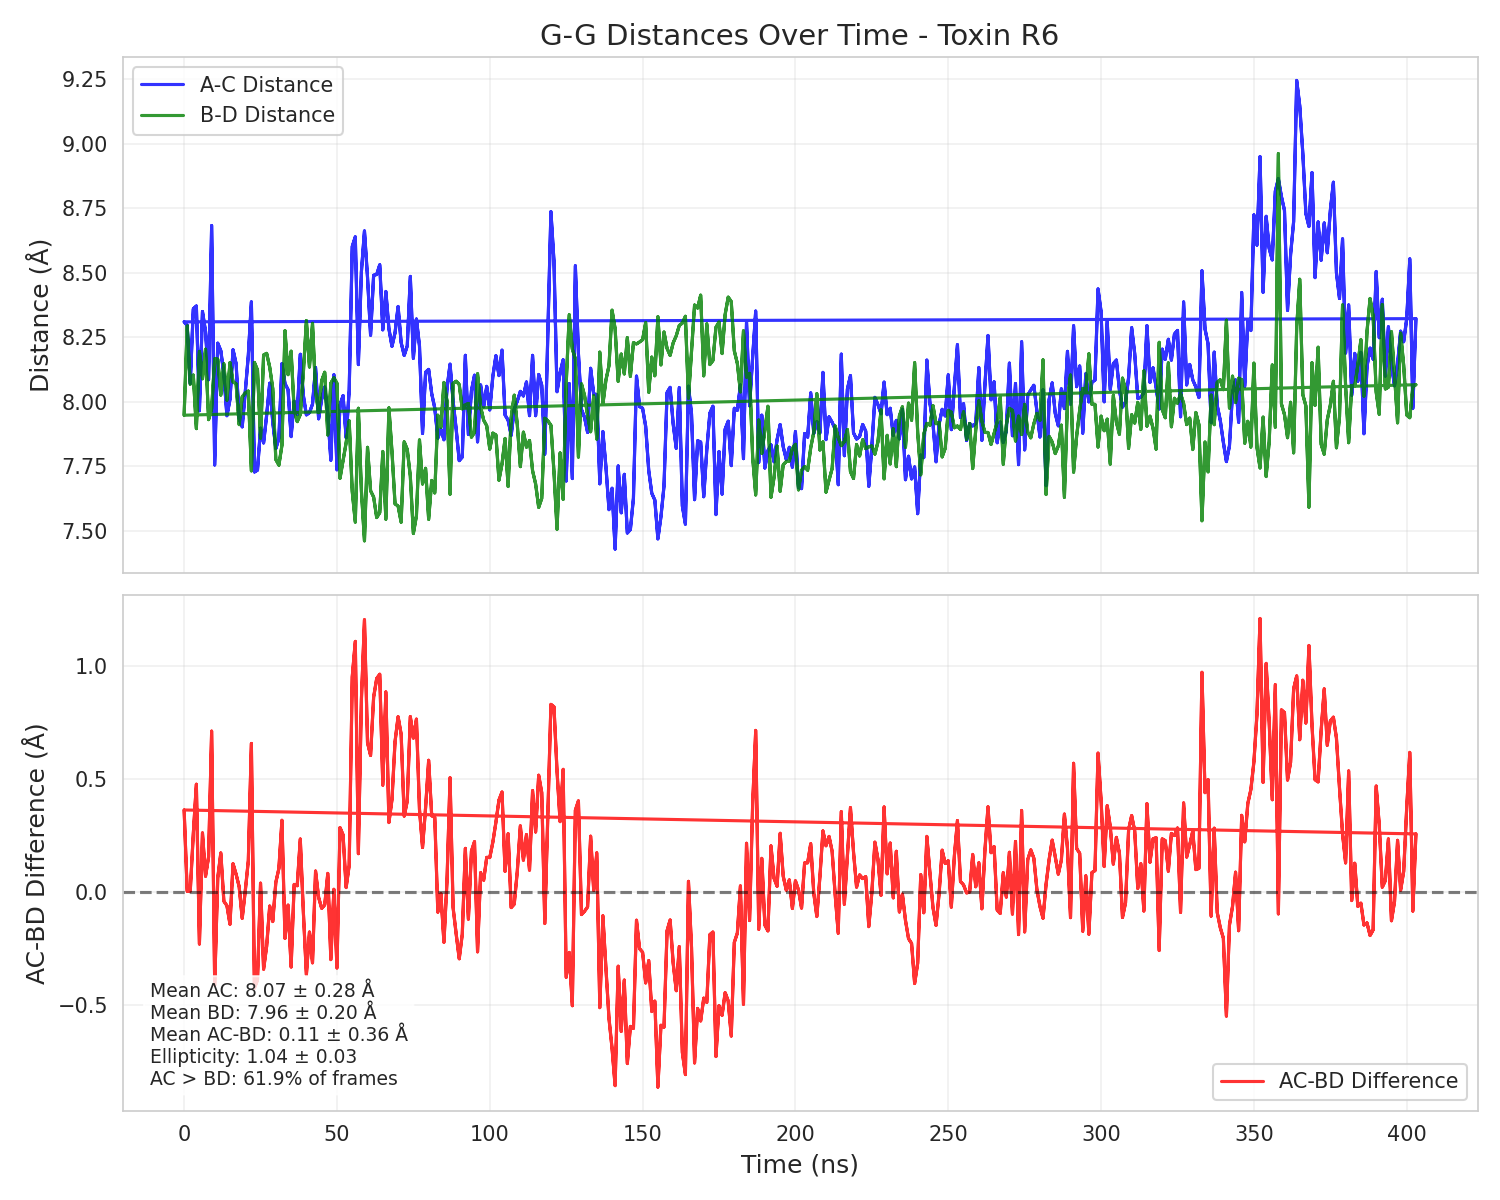 G-G Distances Over Time - Toxin R6
A-C Distance
B-D Distance
Distance (Å)
9.25
9.00
8.75
8.50
8.25
8.00
7.75
7.50
AC-BD Difference (Å)
1.0
0.5
0.0
−0.5
Mean AC: 8.07 ± 0.28 Å
Mean BD: 7.96 ± 0.20 Å
Mean AC-BD: 0.11 ± 0.36 Å
Ellipticity: 1.04 ± 0.03
AC > BD: 61.9% of frames
AC-BD Difference
0 50 100 150 200 250 300 350 400
Time (ns)